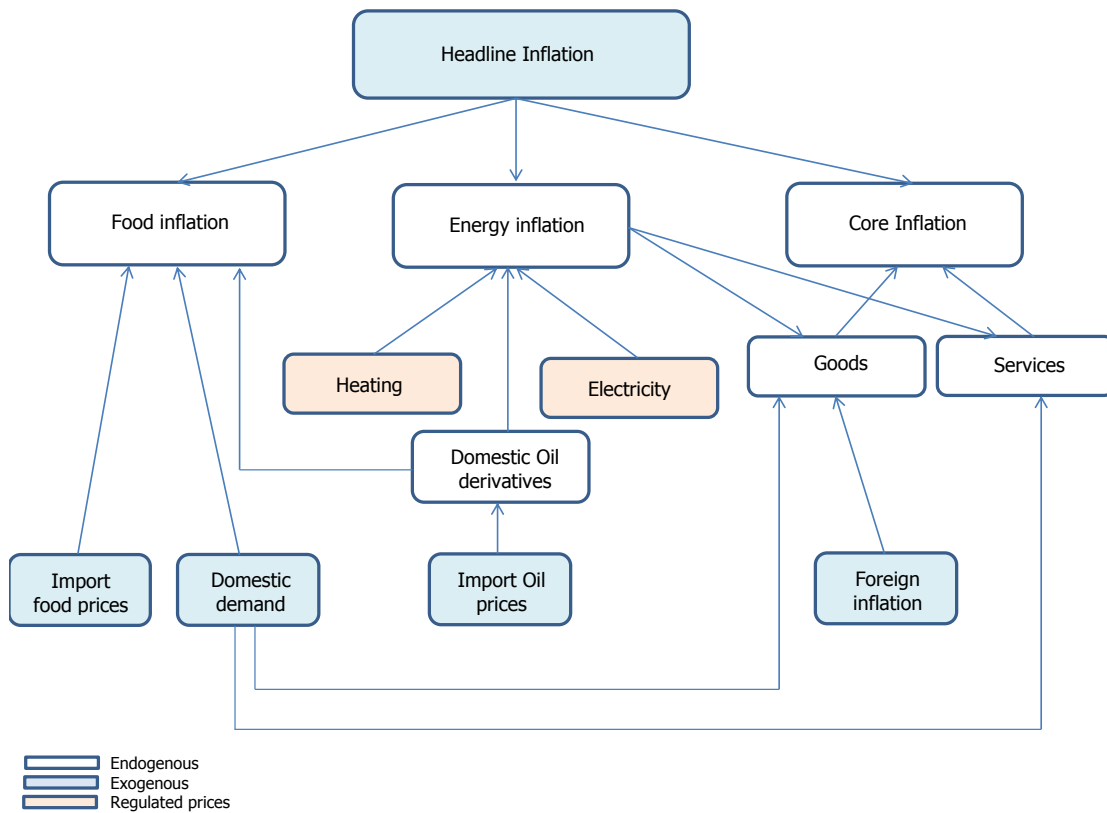 Headline Inflation
Food inflation
Energy inflation
Core Inflation
Heating
Electricity
Goods
Services
Domestic Oil
derivatives
Import
food prices
Domestic
demand
Import Oil
prices
Foreign
inflation
Endogenous
Exogenous
Regulated prices